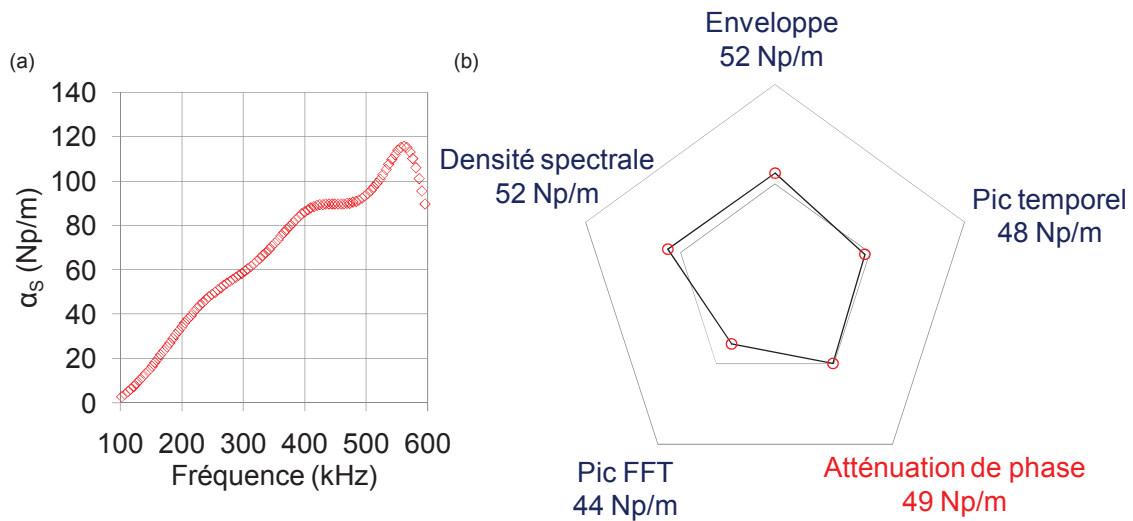 (a)
140
120
100
80
60
40
20
0
αS (Np/m)
100 200 300 400 500 600
Fréquence (kHz)
(b)
Enveloppe
52 Np/m
Densité spectrale
52 Np/m
Pic temporel
48 Np/m
Pic FFT
44 Np/m
Atténuation de phase
49 Np/m